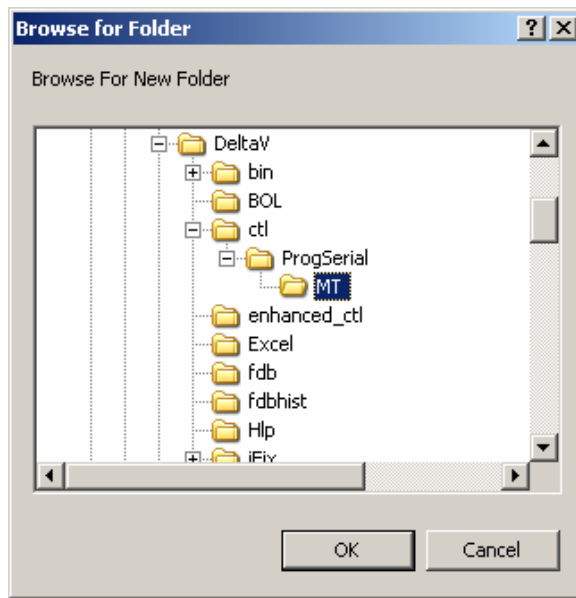 Browse for Folder
Browse For New Folder
DeltaV
bin
BOL
ctl
ProgSerial
MT
enhanced_ctl
Excel
fdb
fdbhist
Hlp
iFix
OK Cancel